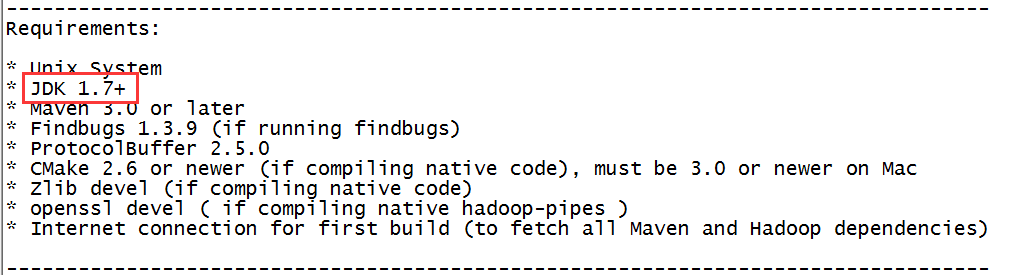 -----------------------------------------------------------------------------------
Requirements:
* Unix System
* JDK 1.7+
* Maven 3.0 or later
* Findbugs 1.3.9 (if running findbugs)
* ProtocolBuffer 2.5.0
* CMake 2.6 or newer (if compiling native code), must be 3.0 or newer on Mac
* Zlib devel (if compiling native code)
* openssl devel ( if compiling native hadoop-pipes )
* Internet connection for first build (to fetch all Maven and Hadoop dependencies)
-----------------------------------------------------------------------------------